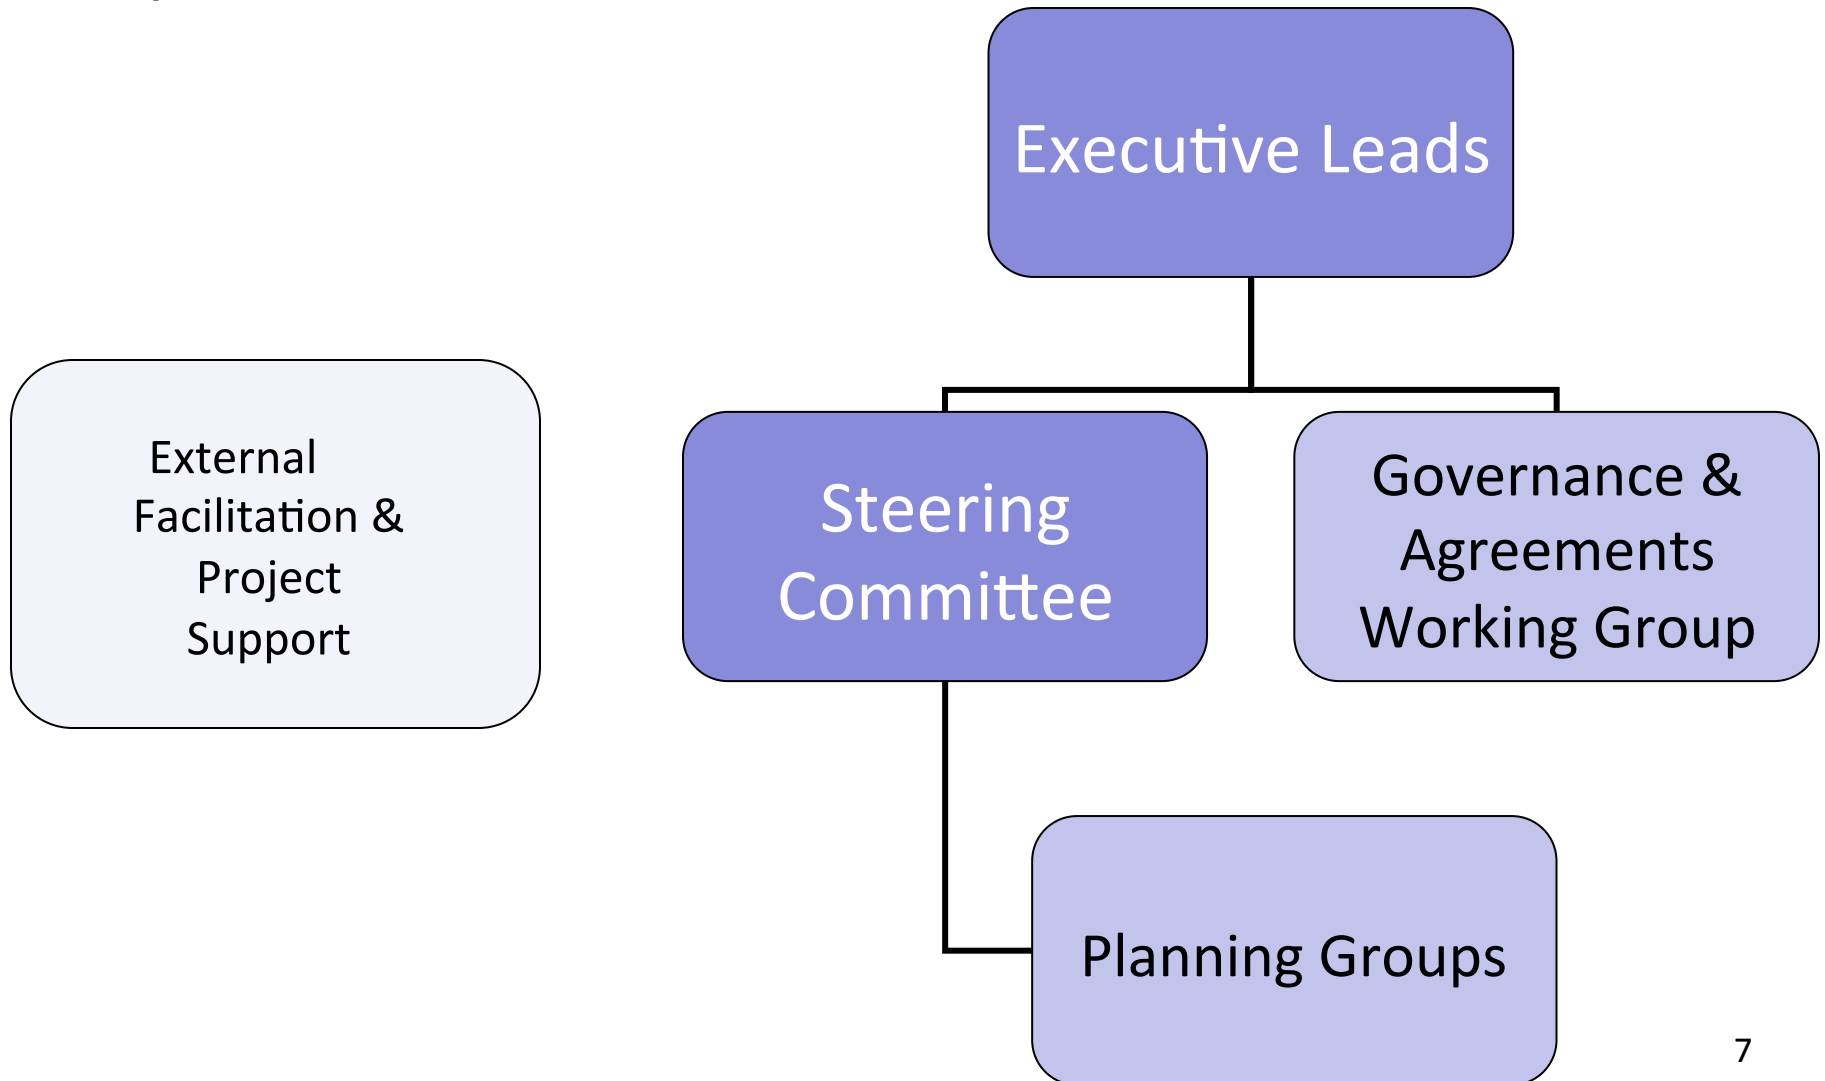 Executive Leads
External
Facilitation &
Project
Support
Steering
Committee
Governance &
Agreements
Working Group
Planning Groups
7